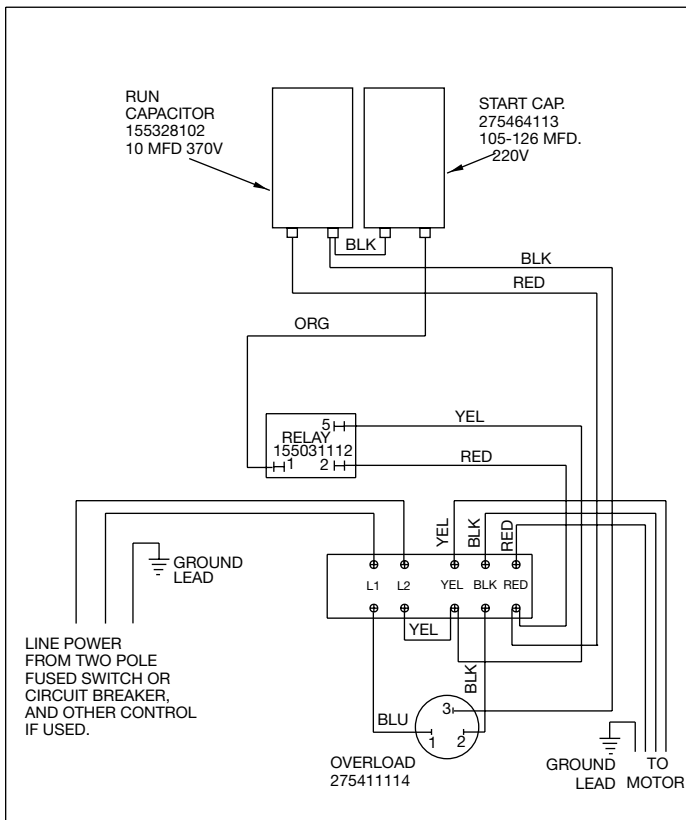 RUN
CAPACITOR
155328102
10 MFD 370V
START CAP.
275464113
105-126 MFD.
220V
BLK
BLK
RED
ORG
5
YEL
RELAY
155031112
1
2
RED
YEL
BLK
RED
GROUND
LEAD
L1
L2
YEL
BLK
RED
YEL
LINE POWER
FROM TWO POLE
FUSED SWITCH OR
CIRCUIT BREAKER,
AND OTHER CONTROL
IF USED.
BLK
BLU
3
1
2
OVERLOAD
275411114
GROUND
LEAD
TO
MOTOR